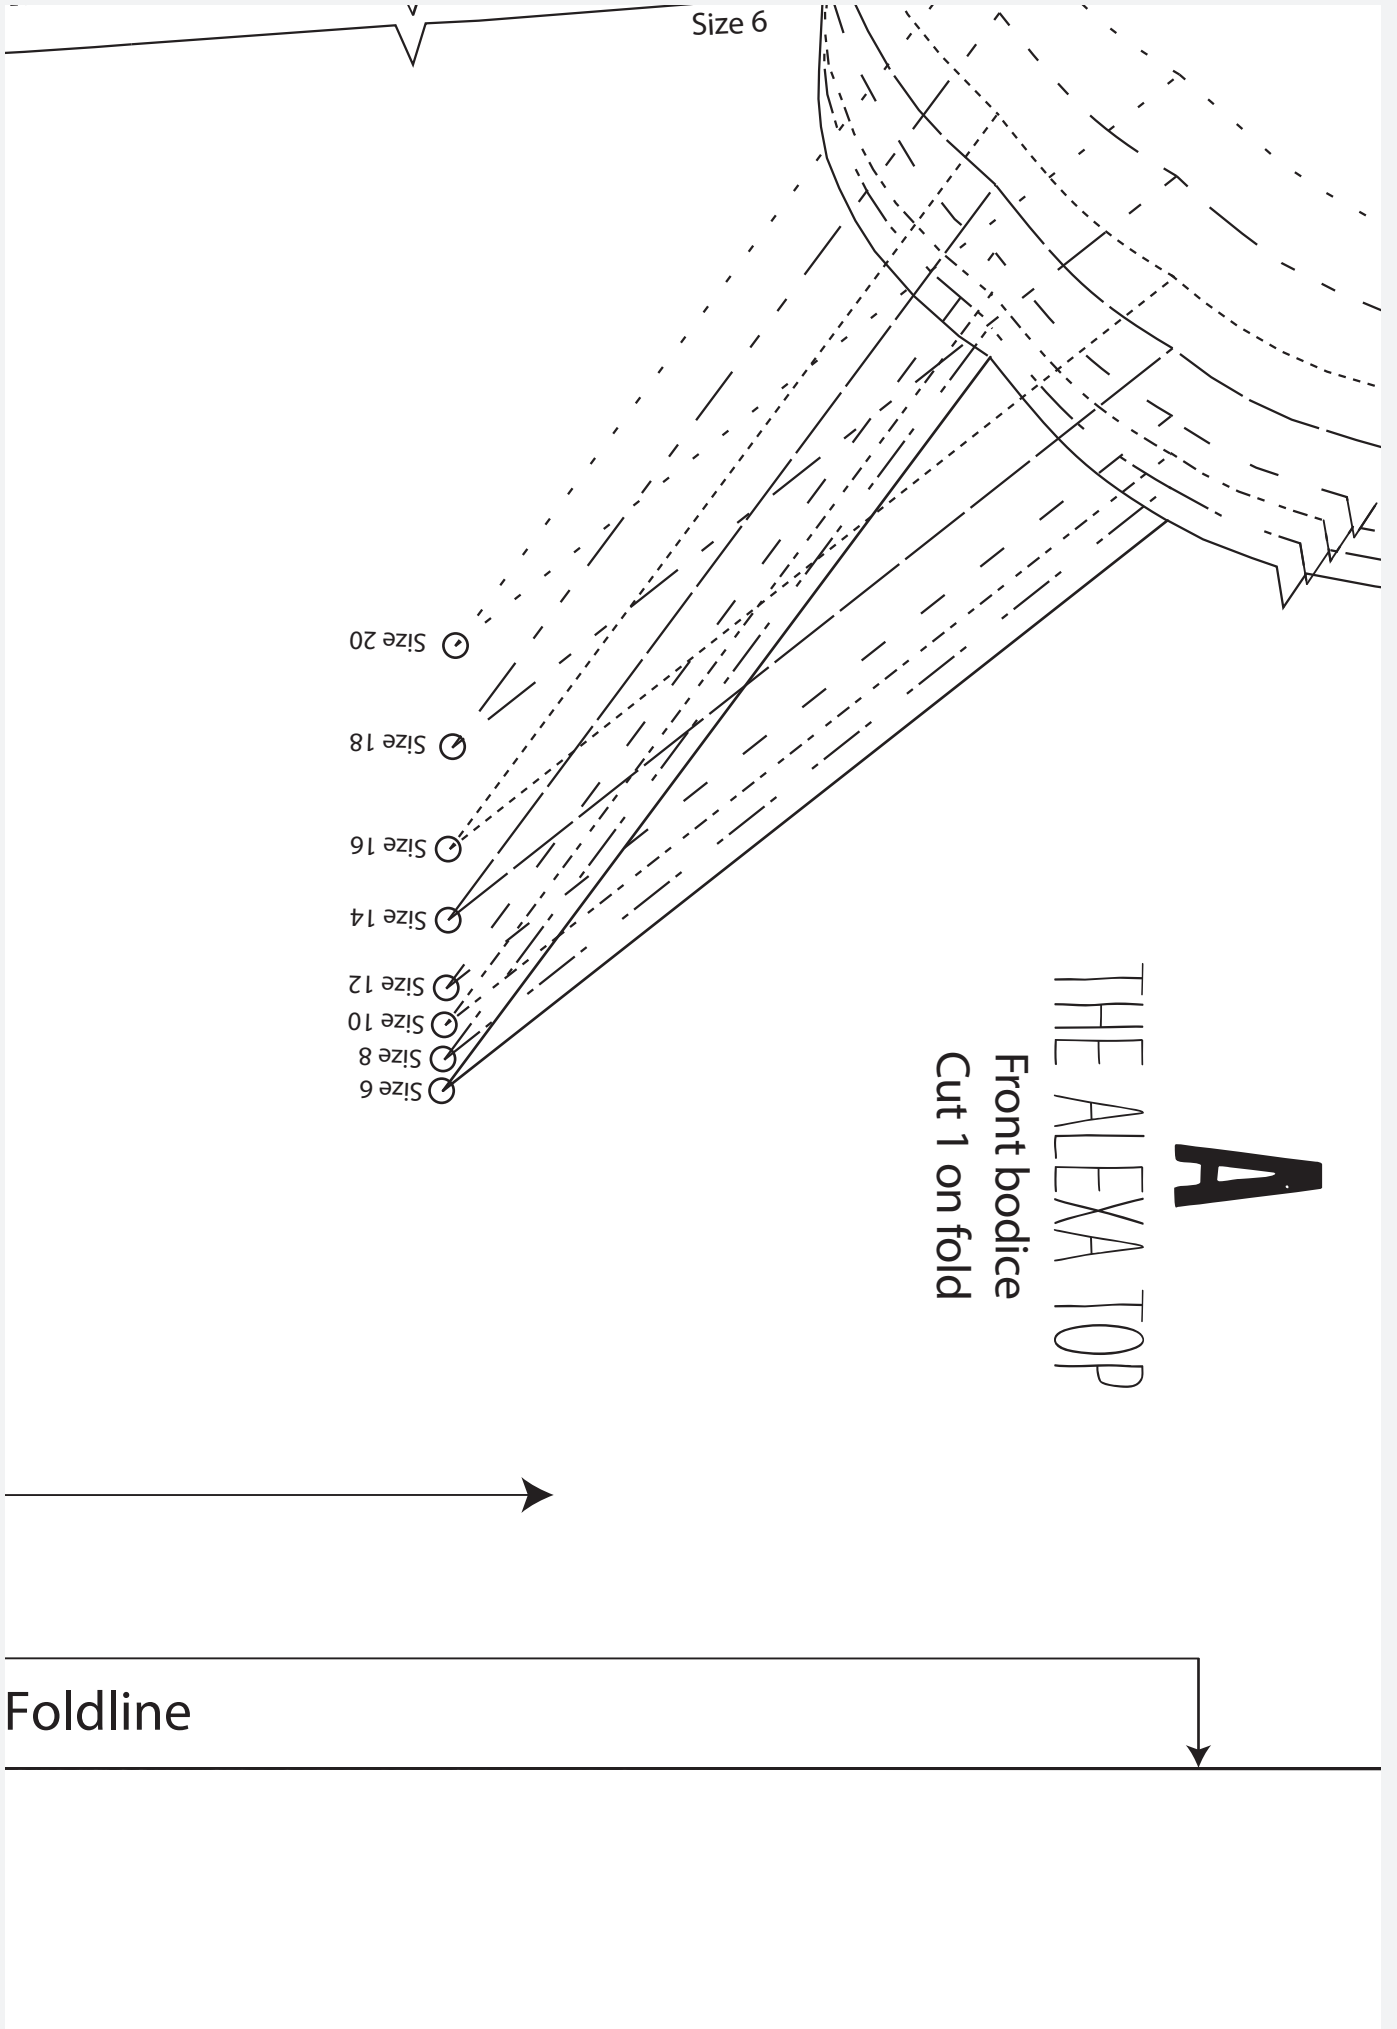 Size 6
Size 20
Size 18
Size 16
Size 14
Size 12
Size 10
Size 8
Size 6
A
THE ALEXA TOP
Front bodice
Cut 1 on fold
Foldline